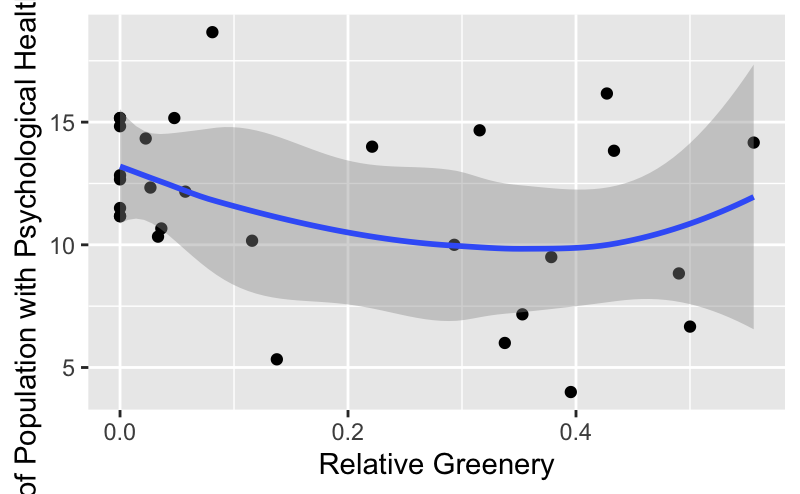 of Population with Psychological Healt
15
10
5
0.0 0.2 0.4
Relative Greenery